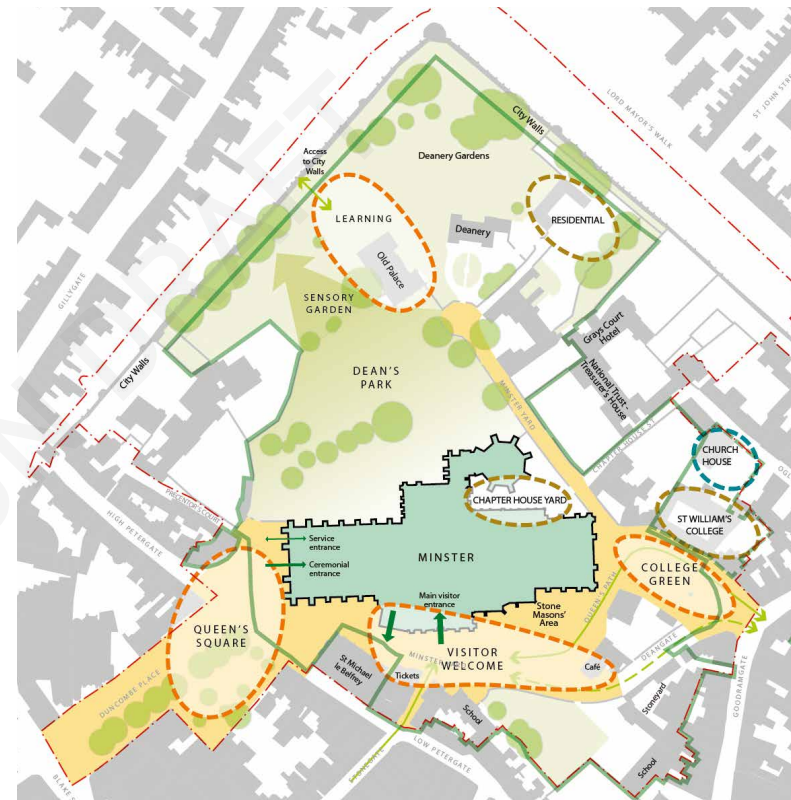 LORD MAYOR'S WALK
City Walls
Access
to City
Walls
Deanery Gardens
LEARNING
RESIDENTIAL
Deanery
Old Palace
GILLYGATE
SENSORY
GARDEN
Grays Court
Hotel
City Walls
DEAN'S
PARK
National Trust -
Treasurer's House
MINSTER YARD
CHAPTER HOUSE ST
CHURCH
HOUSE
PRECENTOR'S COURT
HIGH PETERGATE
CHAPTER HOUSE YARD
ST WILLIAM'S
COLLEGE
Service
entrance
Ceremonial
entrance
MINSTER
COLLEGE
GREEN
Main visitor
entrance
Stone
Masons'
Area
QUEEN'S PATH
QUEEN'S
SQUARE
VISITOR
WELCOME
DEANGATE
St Michael
le Belfrey
Tickets
Café
DUNCOMBE PLACE
School
Stoneyard
GOODRAMGATE
LOW PETERGATE
STONEGATE
School
DRAFT